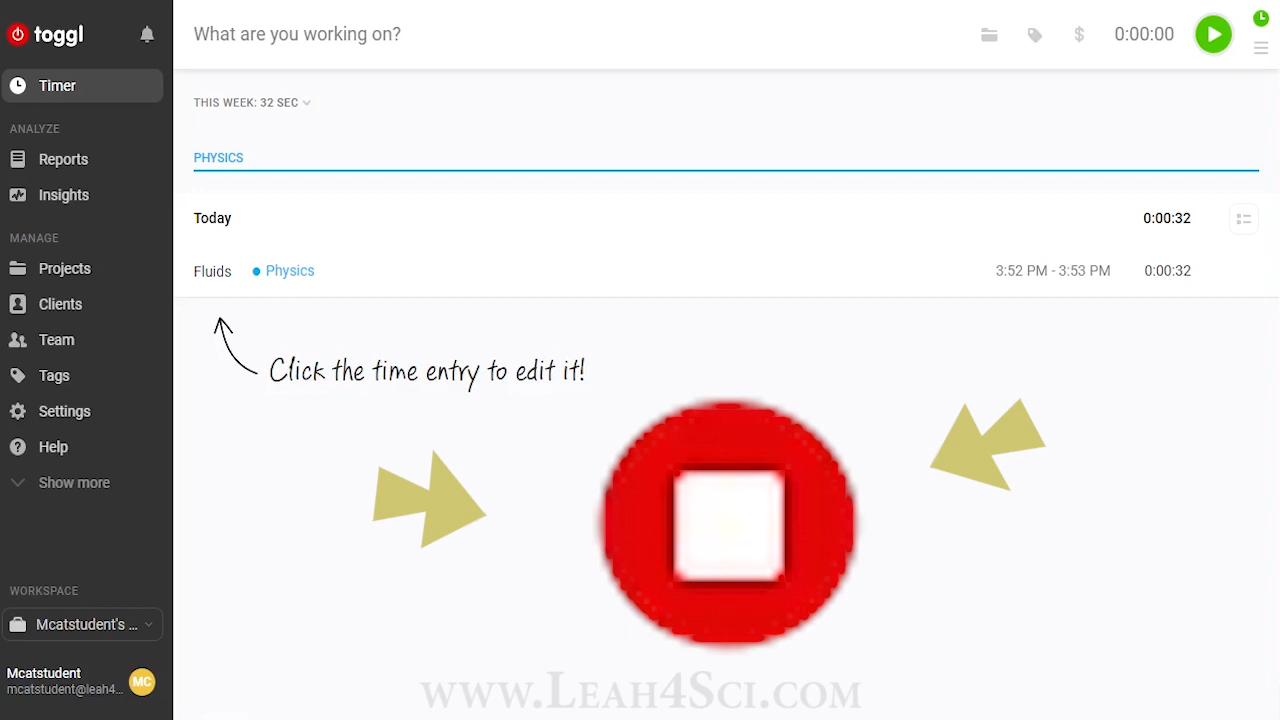 toggl
What are you working on?
$
0:00:00
Timer
THIS WEEK: 32 SEC
ANALYZE
Reports
PHYSICS
Insights
Today
0:00:32
MANAGE
Projects
Fluids
Physics
3:52 PM - 3:53 PM
0:00:32
Clients
Team
Click the time entry to edit it!
Tags
Settings
Help
Show more
WORKSPACE
Mcatstudent's ...
Mcatstudent
mcatstudent@leah4...
MC
www.Leah4Sci.com